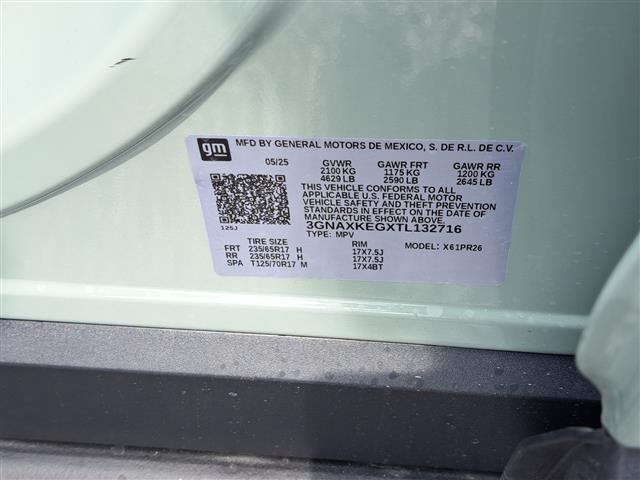 gm MFD BY GENERAL MOTORS DE MEXICO, S. DE R.L. DE C.V.
05/25 GVWR GAWR FRT GAWR RR
2100 KG 1175 KG 1200 KG
4629 LB 2590 LB 2645 LB
THIS VEHICLE CONFORMS TO ALL
APPLICABLE U.S. FEDERAL MOTOR
VEHICLE SAFETY AND THEFT PREVENTION
STANDARDS IN EFFECT ON THE DATE OF
MANUFACTURE SHOWN ABOVE.
125J 3GNAXKEGXTL132716
TYPE: MPV
TIRE SIZE RIM MODEL: X61PR26
FRT 235/65R17 H 17X7.5J
RR 235/65R17 H 17X7.5J
SPA T125/70R17 M 17X4BT